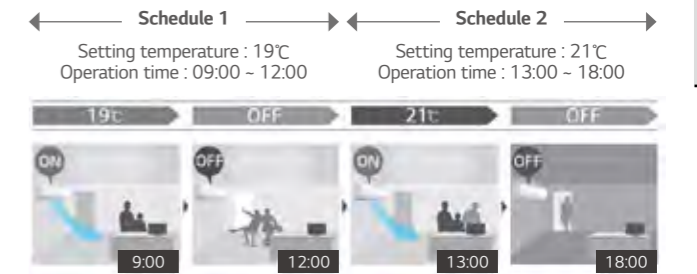 Schedule 1
Schedule 2
Setting temperature : 19℃
Operation time : 09:00 ~ 12:00
Setting temperature : 21℃
Operation time : 13:00 ~ 18:00
19℃
OFF
21℃
OFF
ON
OFF
ON
OFF
9:00
12:00
13:00
18:00